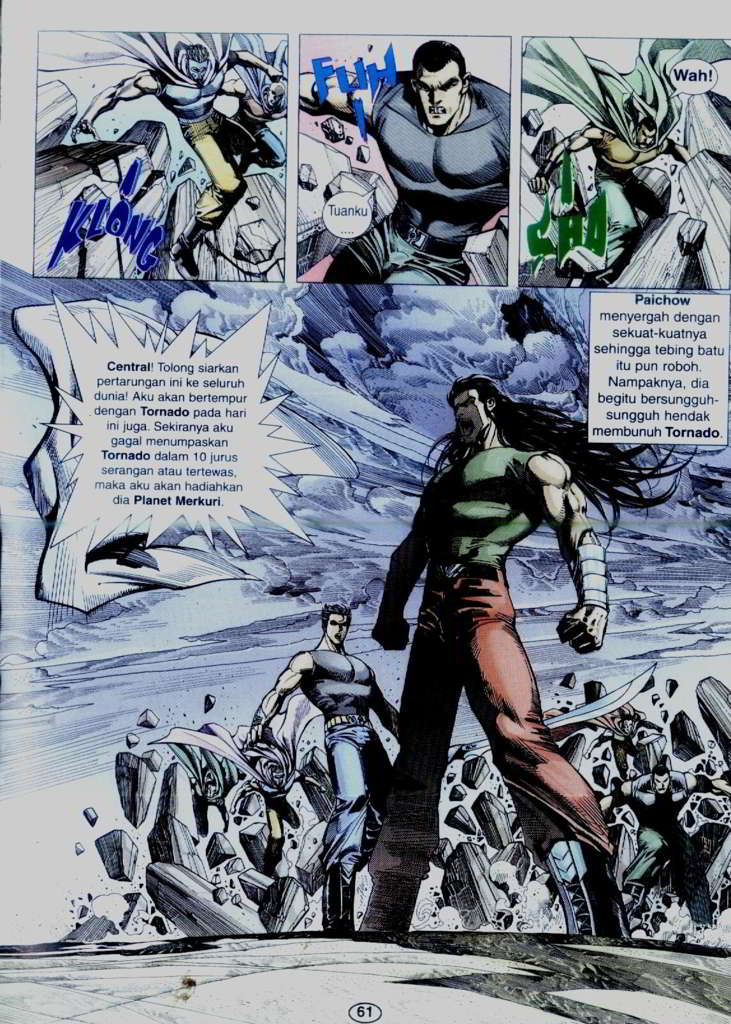 KLONG
!
FUH
!
Tuanku
....
CHA
!
Wah!
Central! Tolong siarkan
pertarungan ini ke seluruh
dunia! Aku akan bertempur
dengan Tornado pada hari
ini juga. Sekiranya aku
gagal menumpaskan
Tornado dalam 10 jurus
serangan atau tertewas,
maka aku akan hadiahkan
dia Planet Merkuri.
Paichow
menyergah dengan
sekuat-kuatnya
sehingga tebing batu
itu pun roboh.
Nampaknya, dia
begitu bersungguh-
sungguh hendak
membunuh Tornado.
61